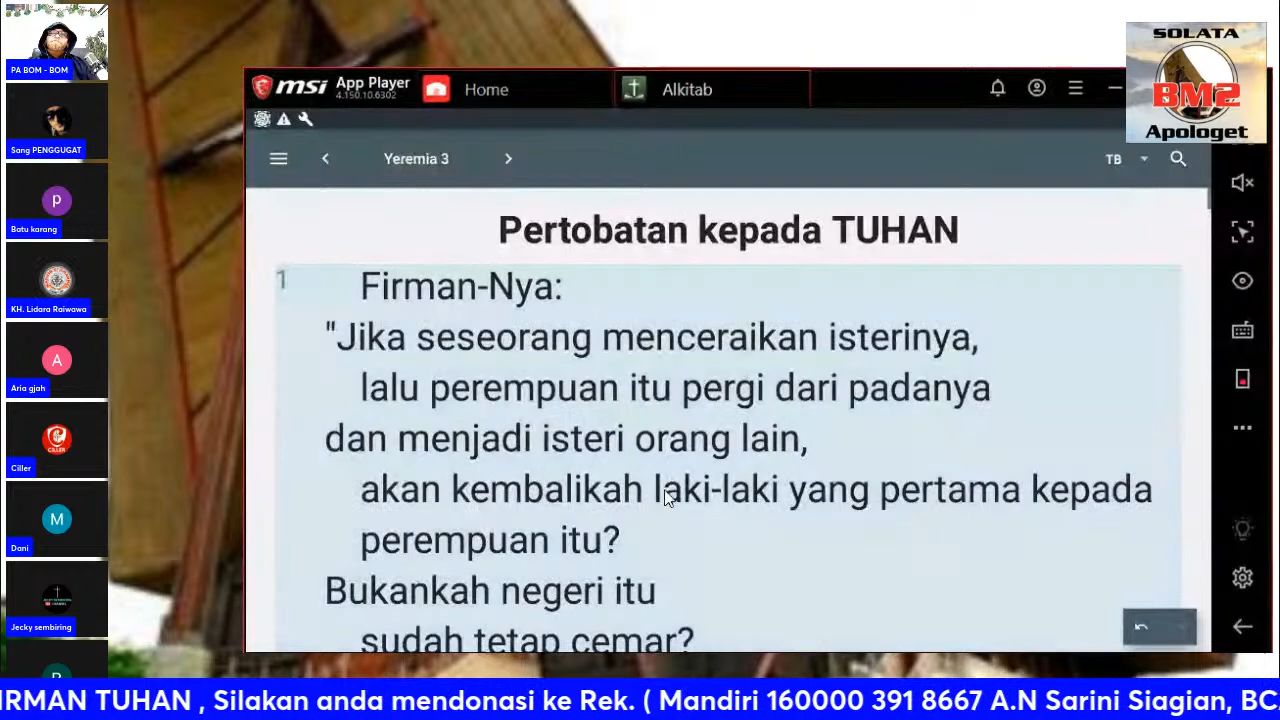 PA BOM - BOM
Sang PENGGUGAT
P
Batu karang
KH. Lidara Raiwawa
A
Aria gjah
Ciller
M
Dani
Jecky sembiring
msi App Player
4.150.10.6302
Home
Alkitab
SOLATA
BM2
Apologet
Yeremia 3
TB
Pertobatan kepada TUHAN
1
Firman-Nya:
"Jika seseorang menceraikan isterinya,
lalu perempuan itu pergi dari padanya
dan menjadi isteri orang lain,
akan kembalikah laki-laki yang pertama kepada
perempuan itu?
Bukankah negeri itu
sudah tetap cemar?
IRMAN TUHAN , Silakan anda mendonasi ke Rek. ( Mandiri 160000 391 8667 A.N Sarini Siagian, BC